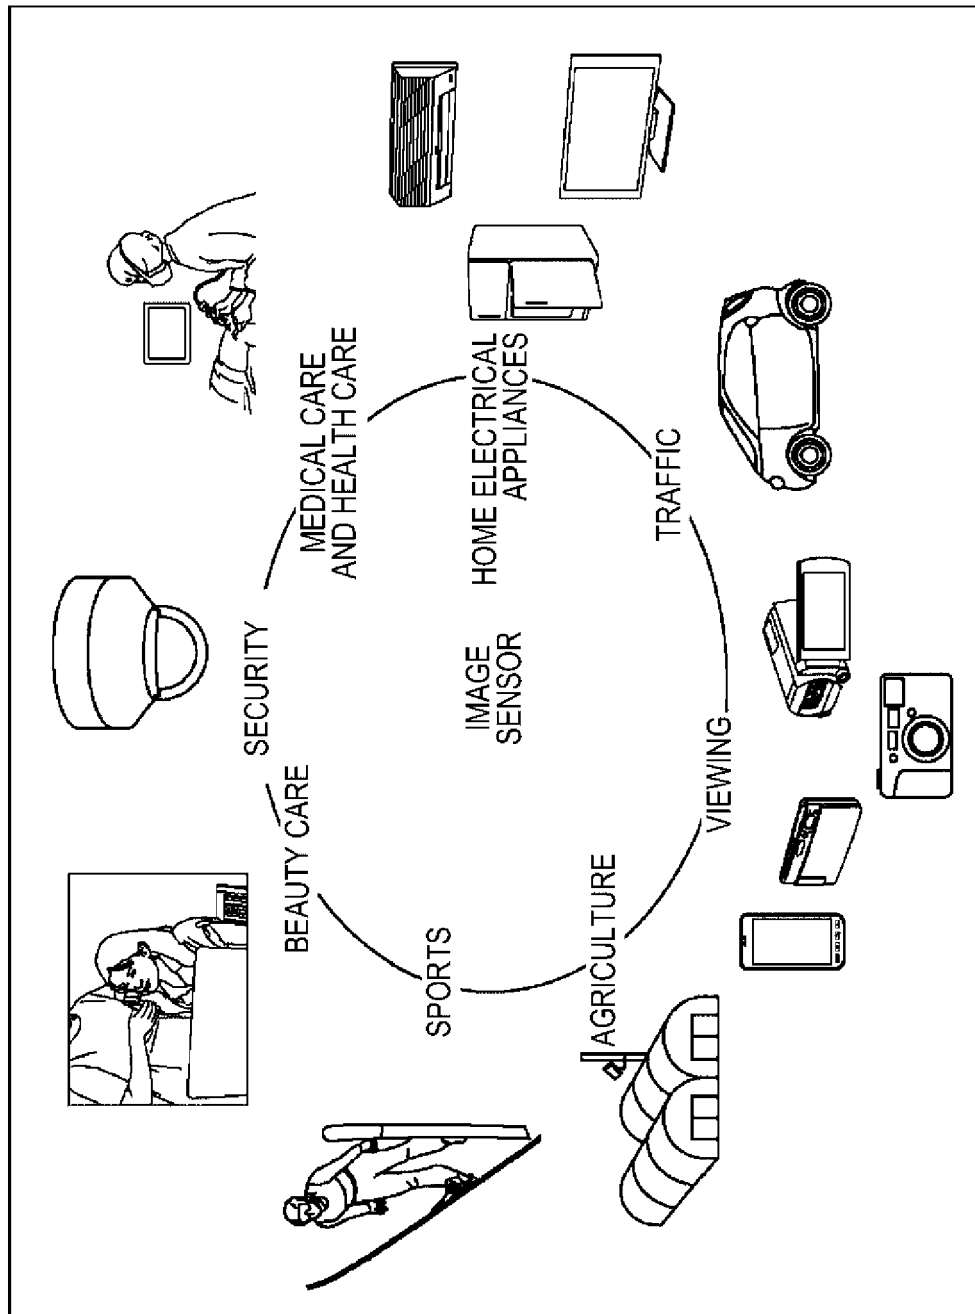 SECURITY
BEAUTY CARE
MEDICAL CARE
AND HEALTH CARE
SPORTS
IMAGE
SENSOR
HOME ELECTRICAL
APPLIANCES
AGRICULTURE
TRAFFIC
VIEWING